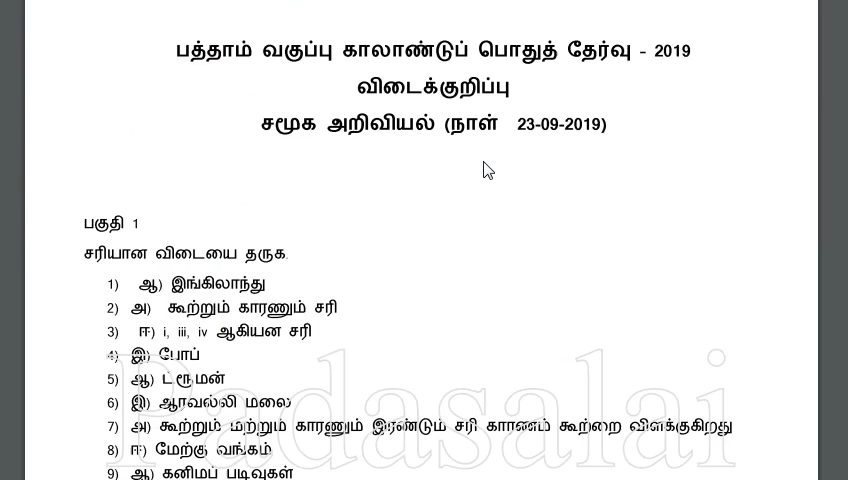 பத்தாம் வகுப்பு காலாண்டுப் பொதுத் தேர்வு - 2019
விடைக்குறிப்பு
சமூக அறிவியல் (நாள் 23-09-2019)
பகுதி 1
சரியான விடையை தருக.
1) ஆ) இங்கிலாந்து
2) அ) கூற்றும் காரணும் சரி
3) ஈ) i, iii, iv ஆகியன சரி
4) இ) போப்
5) ஆ) ட்ரூமன்
6) இ) ஆரவல்லி மலை
7) அ) கூற்றும் மற்றும் காரணும் இரண்டும் சரி காரணம் கூற்றை விளக்குகிறது
8) ஈ) மேற்கு வங்கம்
9) ஆ) கனிமப் படிவுகள்
Padasalai